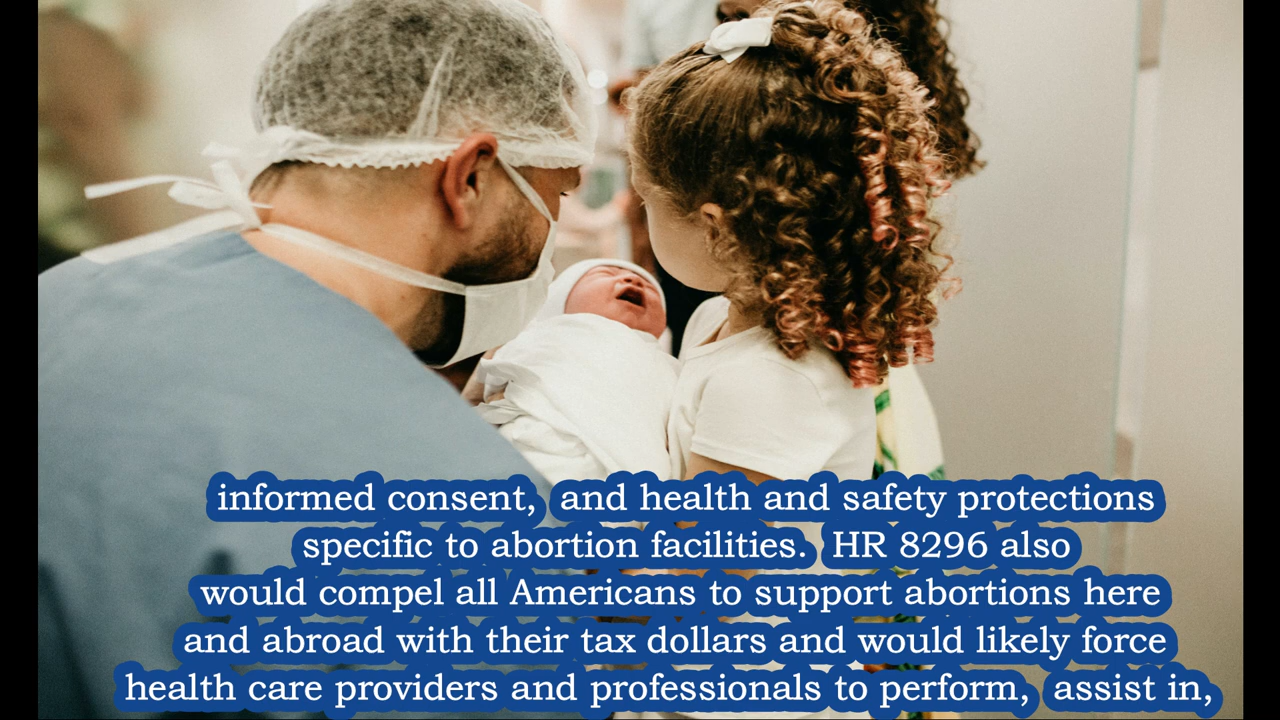 informed consent, and health and safety protections
specific to abortion facilities. HR 8296 also
would compel all Americans to support abortions here
and abroad with their tax dollars and would likely force
health care providers and professionals to perform, assist in,